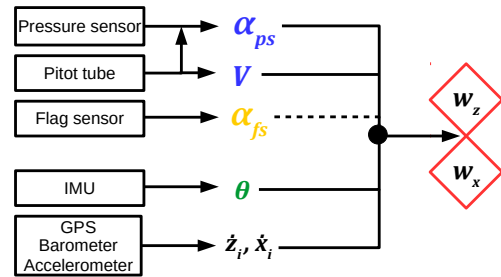 Pressure sensor
α_ps
Pitot tube
V
Flag sensor
α_fs
IMU
θ
GPS
Barometer
Accelerometer
ż_i, ẋ_i
w_z
w_x